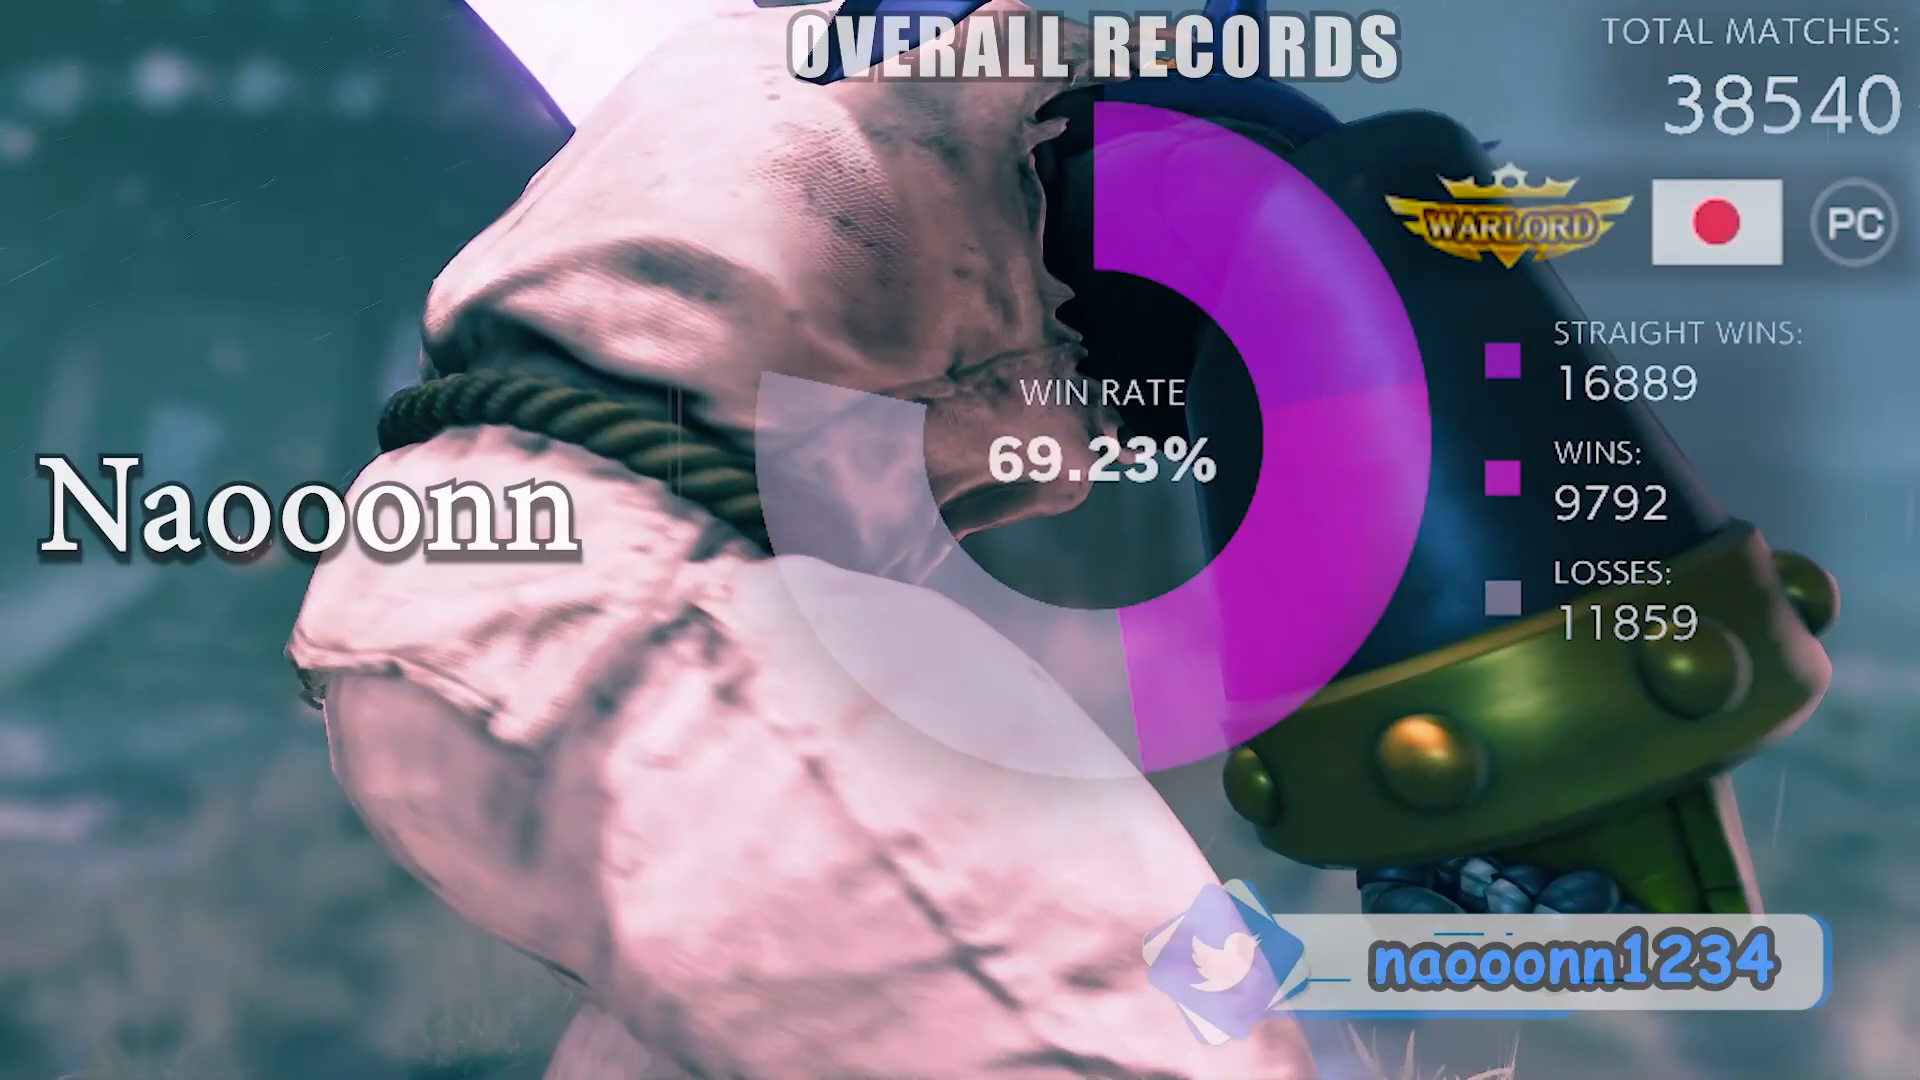 OVERALL RECORDS
TOTAL MATCHES:
38540
WARLORD
PC
STRAIGHT WINS:
16889
WIN RATE
69.23%
WINS:
9792
Naooonn
LOSSES:
11859
naooonn1234